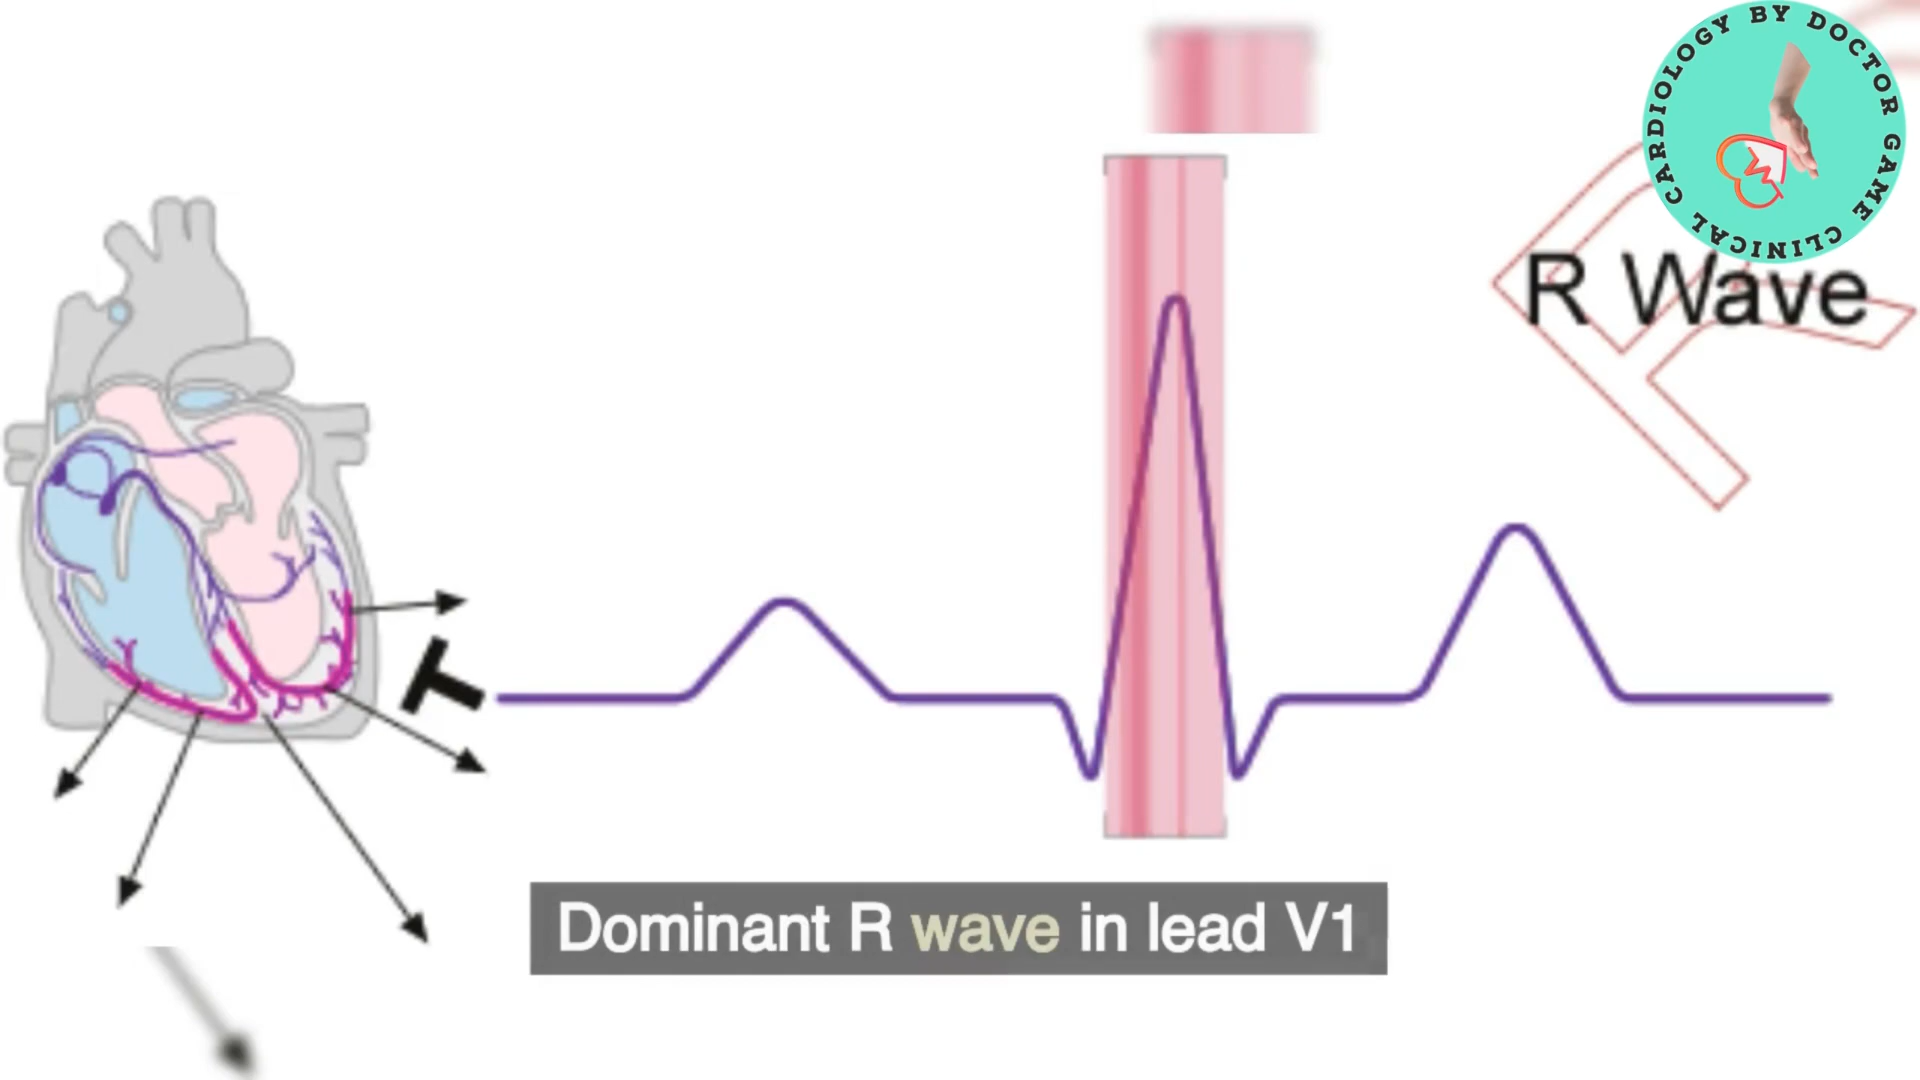 CLINICAL CARDIOLOGY BY DOCTOR GAME
R Wave
Dominant R wave in lead V1